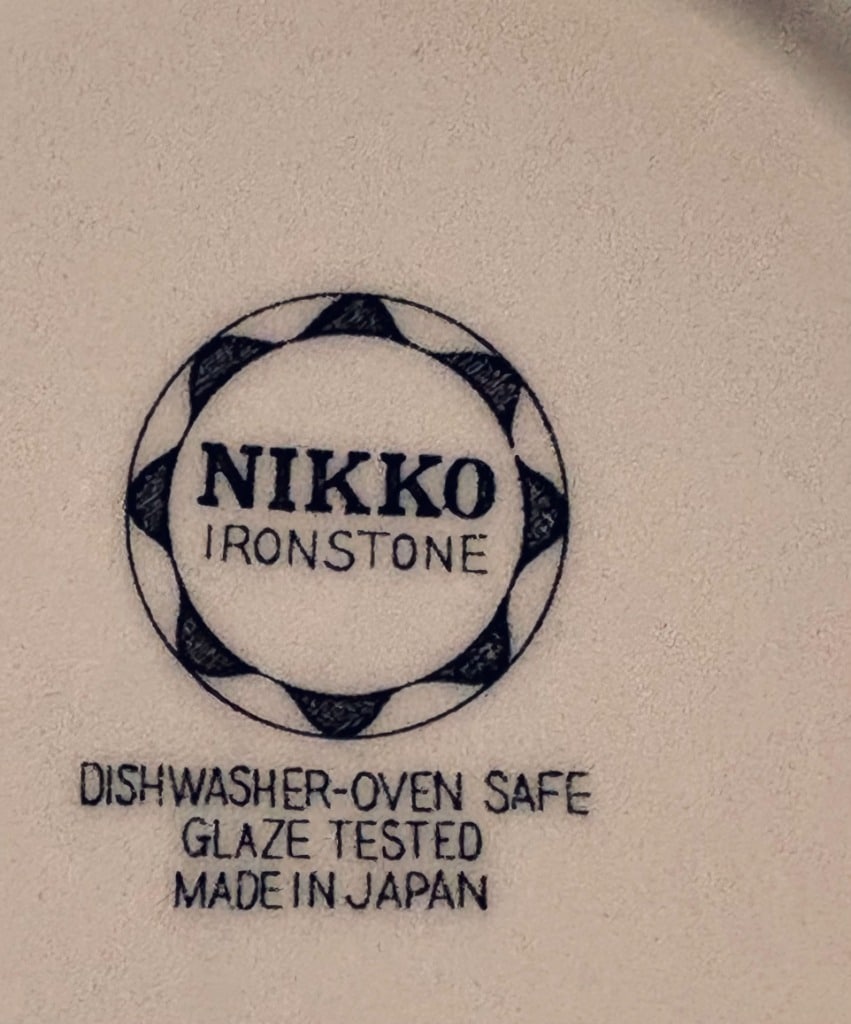 NIKKO
IRONSTONE
DISHWASHER-OVEN SAFE
GLAZE TESTED
MADE IN JAPAN